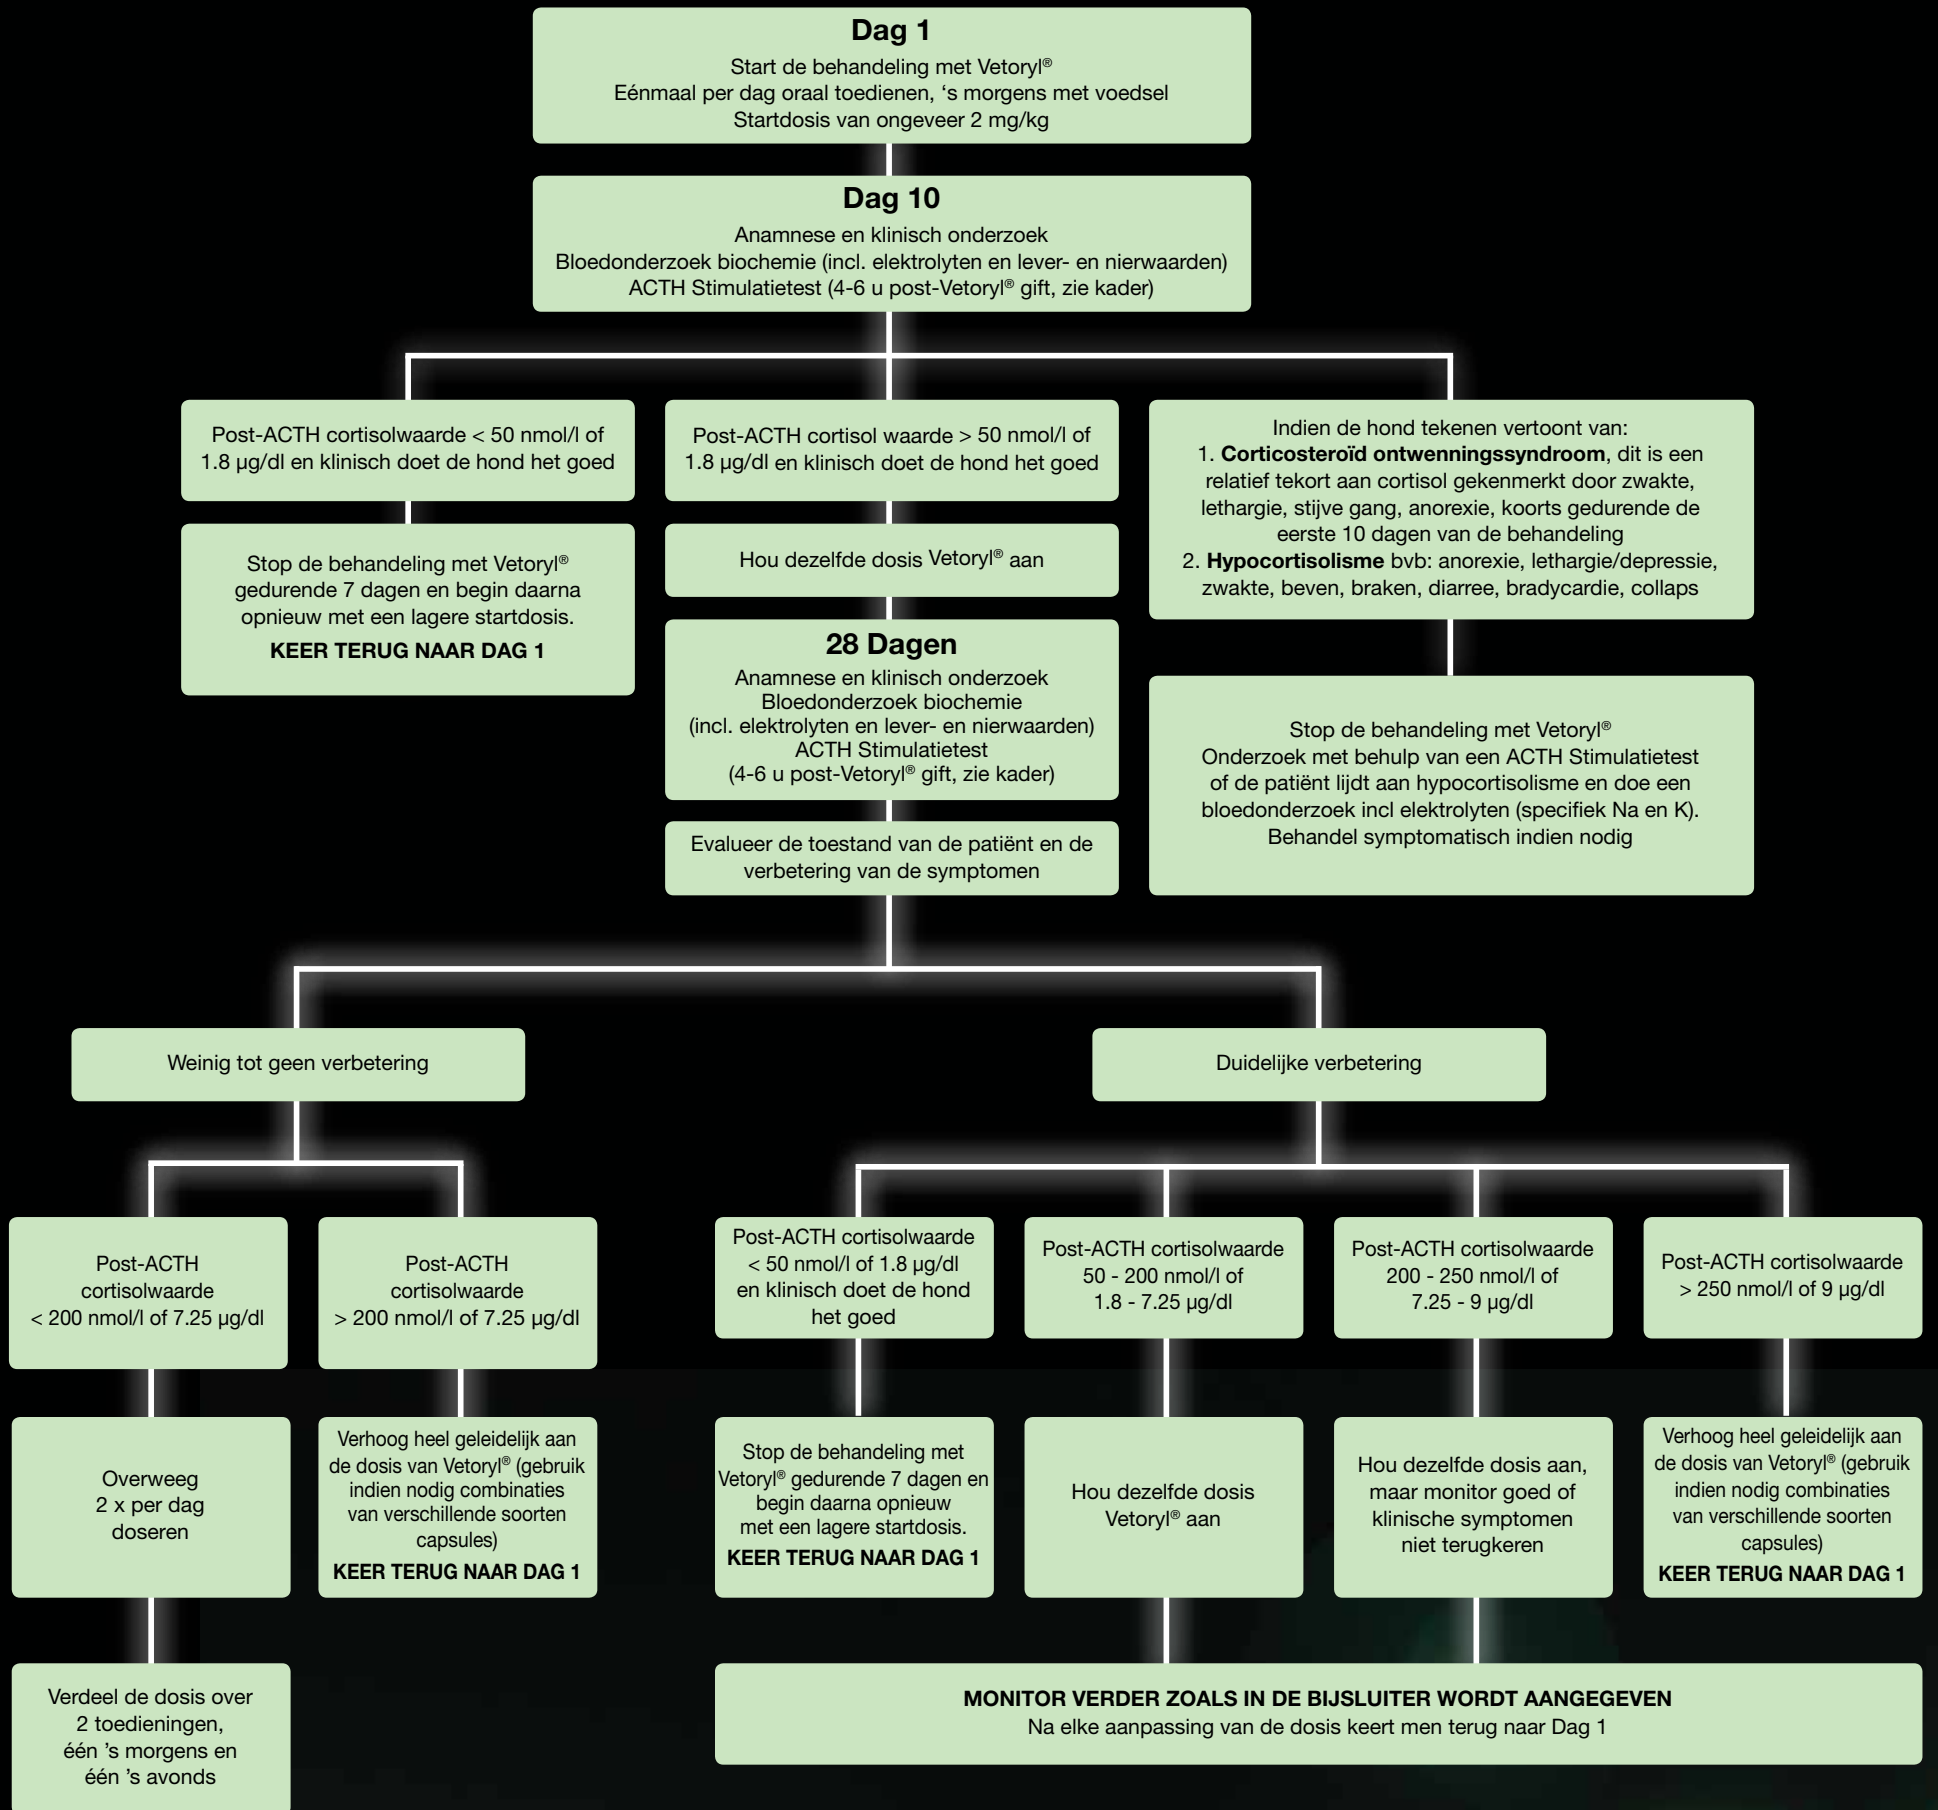 Dag 1
Start de behandeling met Vetoryl®
Eénmaal per dag oraal toedienen, ‘s morgens met voedsel
Startdosis van ongeveer 2 mg/kg
Dag 10
Anamnese en klinisch onderzoek
Bloedonderzoek biochemie (incl. elektrolyten en lever- en nierwaarden)
ACTH Stimulatietest (4-6 u post-Vetoryl® gift, zie kader)
Post-ACTH cortisolwaarde < 50 nmol/l of
1.8 µg/dl en klinisch doet de hond het goed
Stop de behandeling met Vetoryl®
gedurende 7 dagen en begin daarna
opnieuw met een lagere startdosis.
KEER TERUG NAAR DAG 1
Post-ACTH cortisol waarde > 50 nmol/l of
1.8 µg/dl en klinisch doet de hond het goed
Hou dezelfde dosis Vetoryl® aan
28 Dagen
Anamnese en klinisch onderzoek
Bloedonderzoek biochemie
(incl. elektrolyten en lever- en nierwaarden)
ACTH Stimulatietest
(4-6 u post-Vetoryl® gift, zie kader)
Evalueer de toestand van de patiënt en de
verbetering van de symptomen
Indien de hond tekenen vertoont van:
1. Corticosteroïd ontwenningssyndroom, dit is een
relatief tekort aan cortisol gekenmerkt door zwakte,
lethargie, stijve gang, anorexie, koorts gedurende de
eerste 10 dagen van de behandeling
2. Hypocortisolisme bvb: anorexie, lethargie/depressie,
zwakte, beven, braken, diarree, bradycardie, collaps
Stop de behandeling met Vetoryl®
Onderzoek met behulp van een ACTH Stimulatietest
of de patiënt lijdt aan hypocortisolisme en doe een
bloedonderzoek incl elektrolyten (specifiek Na en K).
Behandel symptomatisch indien nodig
Weinig tot geen verbetering
Duidelijke verbetering
Post-ACTH
cortisolwaarde
< 200 nmol/l of 7.25 µg/dl
Overweeg
2 x per dag
doseren
Verdeel de dosis over
2 toedieningen,
één ’s morgens en
één ’s avonds
Post-ACTH
cortisolwaarde
> 200 nmol/l of 7.25 µg/dl
Verhoog heel geleidelijk aan
de dosis van Vetoryl® (gebruik
indien nodig combinaties
van verschillende soorten
capsules)
KEER TERUG NAAR DAG 1
Post-ACTH cortisolwaarde
< 50 nmol/l of 1.8 µg/dl
en klinisch doet de hond
het goed
Stop de behandeling met
Vetoryl® gedurende 7 dagen en
begin daarna opnieuw
met een lagere startdosis.
KEER TERUG NAAR DAG 1
Post-ACTH cortisolwaarde
50 - 200 nmol/l of
1.8 - 7.25 µg/dl
Hou dezelfde dosis
Vetoryl® aan
Post-ACTH cortisolwaarde
200 - 250 nmol/l of
7.25 - 9 µg/dl
Hou dezelfde dosis aan,
maar monitor goed of
klinische symptomen
niet terugkeren
Post-ACTH cortisolwaarde
> 250 nmol/l of 9 µg/dl
Verhoog heel geleidelijk aan
de dosis van Vetoryl® (gebruik
indien nodig combinaties
van verschillende soorten
capsules)
KEER TERUG NAAR DAG 1
MONITOR VERDER ZOALS IN DE BIJSLUITER WORDT AANGEGEVEN
Na elke aanpassing van de dosis keert men terug naar Dag 1